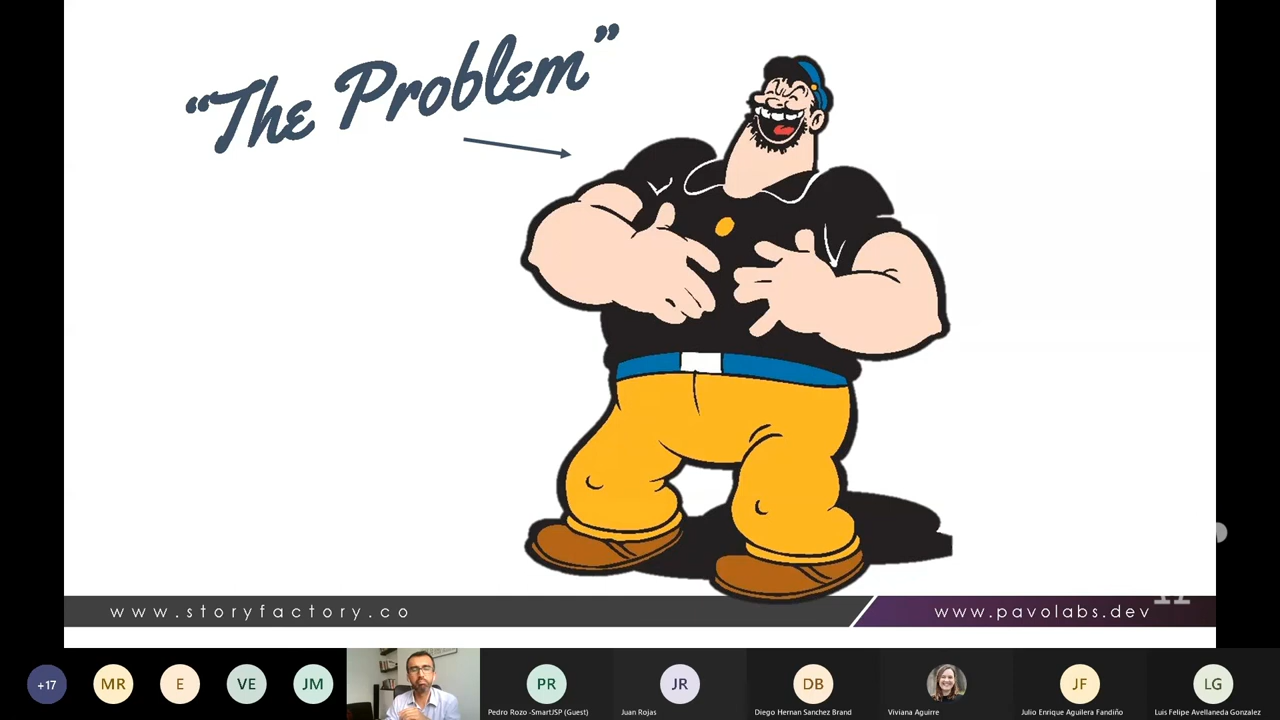 “The Problem”
www.storyfactory.co
www.pavolabs.dev
+17
MR
E
VE
JM
PR
Pedro Rozo -SmartJSP (Guest)
JR
Juan Rojas
DB
Diego Hernan Sanchez Brand
Viviana Aguirre
JF
Julio Enrique Aguilera Fandiño
LG
Luis Felipe Avellaneda Gonzalez